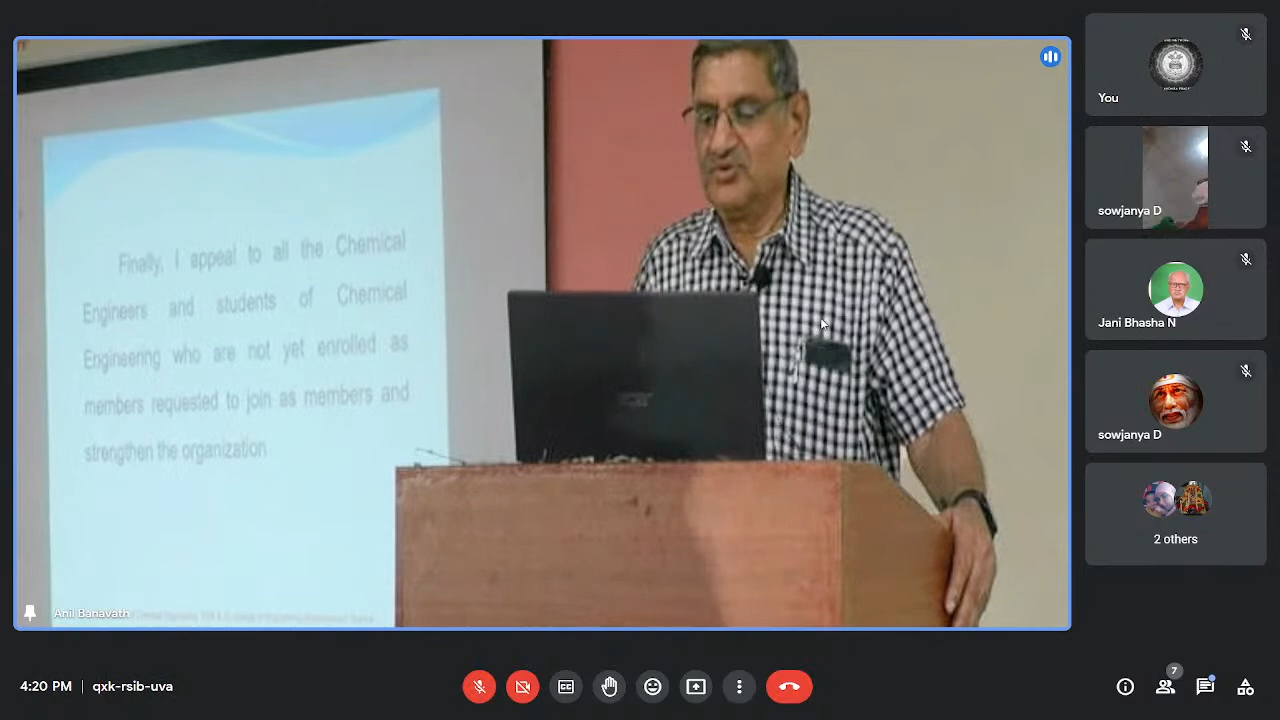 Finally, I appeal to all the Chemical
Engineers and students of Chemical
Engineering who are not yet enrolled as
members requested to join as members and
strengthen the organization
Anil Banavath
You
sowjanya D
Jani Bhasha N
sowjanya D
2 others
4:20 PM
qxk-rsib-uva
7